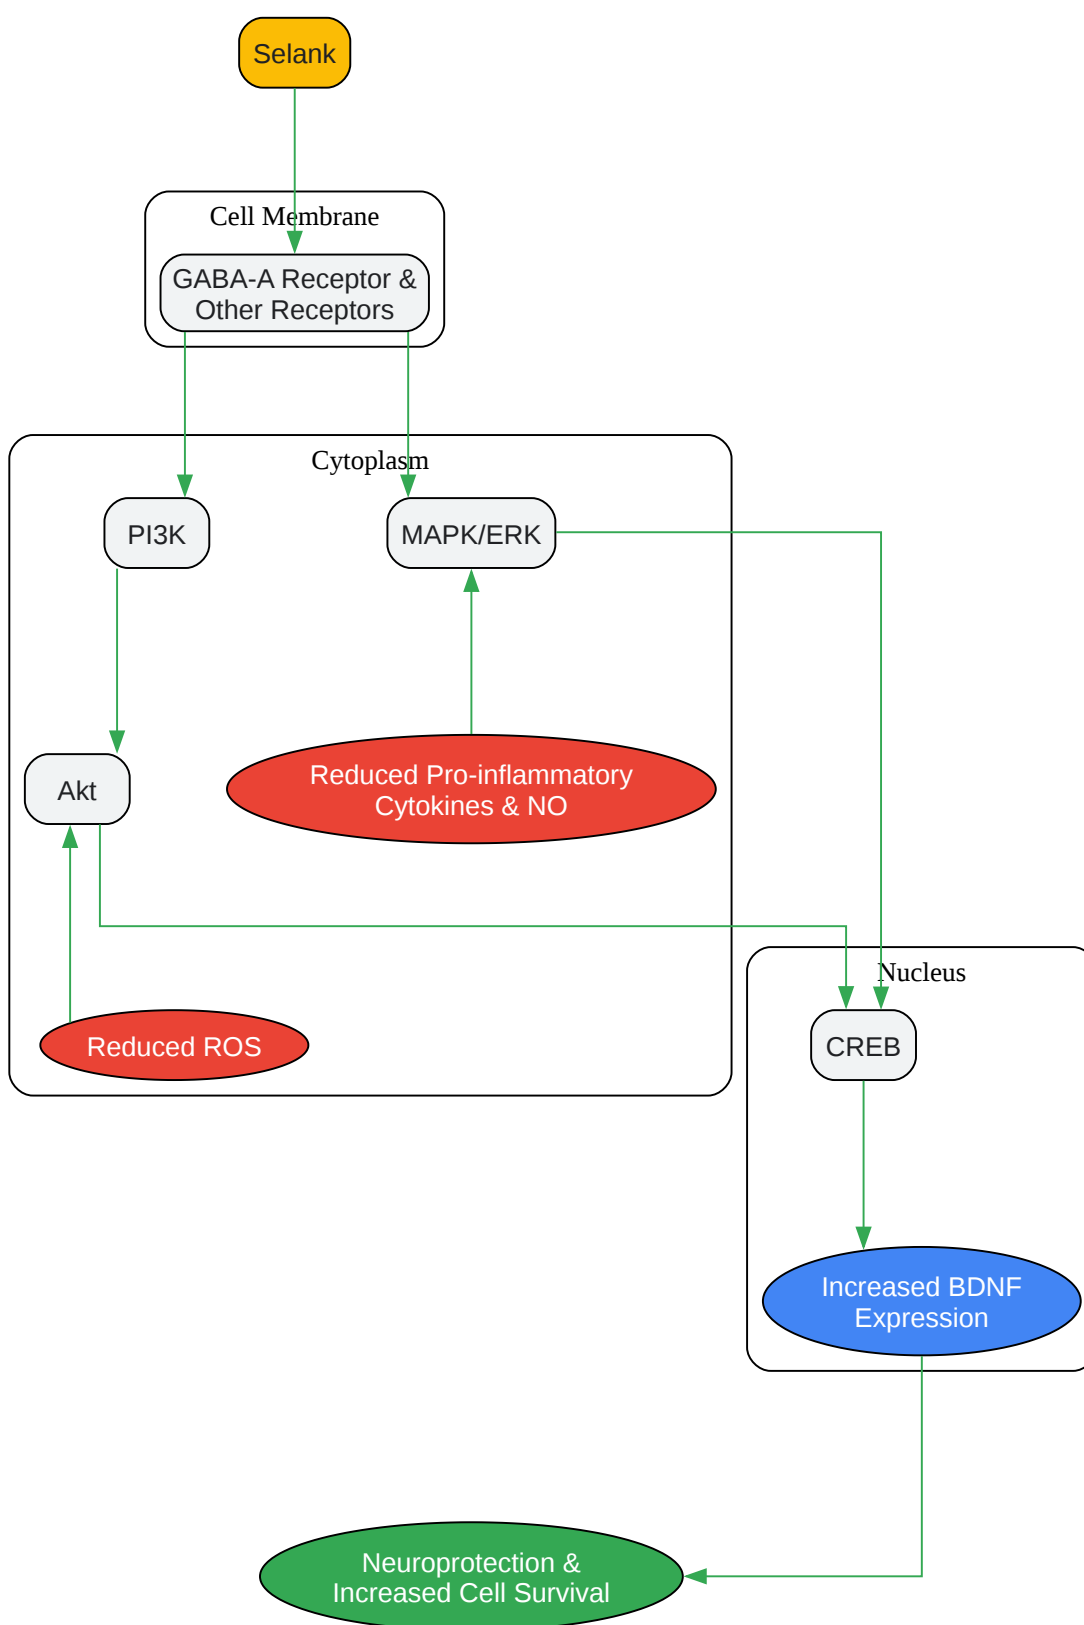 Selank
Cell Membrane
GABA-A Receptor &
Other Receptors
Cytoplasm
PI3K
MAPK/ERK
Reduced Pro-inflammatory
Cytokines & NO
Akt
Nucleus
Reduced ROS
CREB
Increased BDNF
Expression
Neuroprotection &
Increased Cell Survival